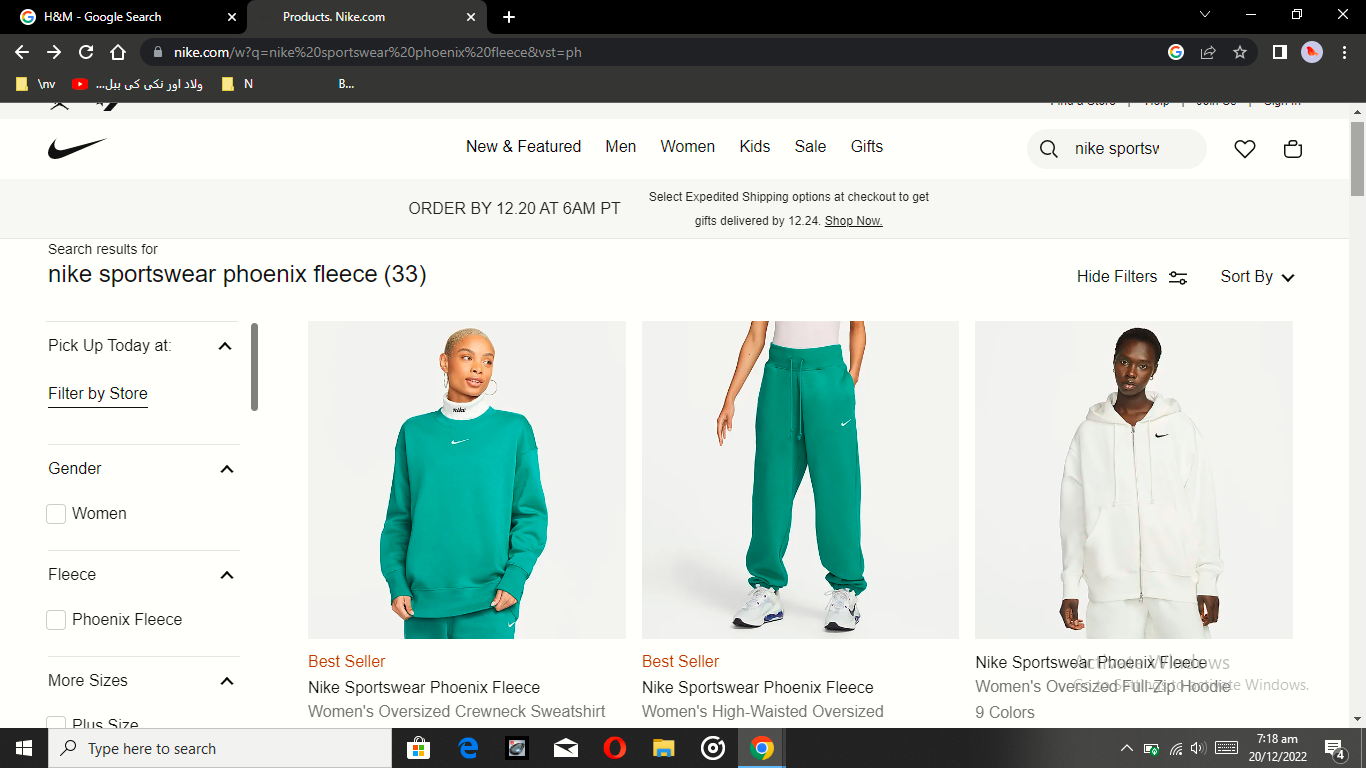 H&M - Google Search
Products. Nike.com
nike.com/w?q=nike%20sportswear%20phoenix%20fleece&vst=ph
\nv
ولاد اور نکی کی ببل...
N
B...
Find a Store
Help
Join Us
Sign In
New & Featured
Men
Women
Kids
Sale
Gifts
nike sportsw
ORDER BY 12.20 AT 6AM PT
Select Expedited Shipping options at checkout to get
gifts delivered by 12.24. Shop Now.
Search results for
nike sportswear phoenix fleece (33)
Hide Filters
Sort By
Pick Up Today at:
Filter by Store
Gender
Women
Fleece
Phoenix Fleece
More Sizes
Plus Size
nike
Best Seller
Nike Sportswear Phoenix Fleece
Women's Oversized Crewneck Sweatshirt
Best Seller
Nike Sportswear Phoenix Fleece
Women's High-Waisted Oversized
Nike Sportswear Phoenix Fleece
Women's Oversized Full-Zip Hoodie
9 Colors
Activate Windows
Go to Settings to activate Windows.
Type here to search
7:18 am
20/12/2022
4